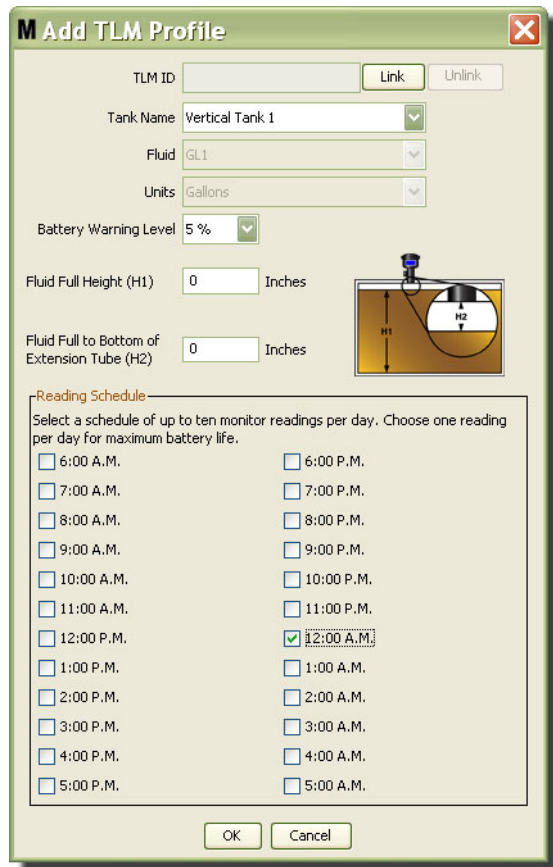 M Add TLM Profile
TLM ID Link Unlink
Tank Name Vertical Tank 1
Fluid GL1
Units Gallons
Battery Warning Level 5 %
Fluid Full Height (H1) 0 Inches
H1
H2
Fluid Full to Bottom of
Extension Tube (H2) 0 Inches
Reading Schedule
Select a schedule of up to ten monitor readings per day. Choose one reading
per day for maximum battery life.
6:00 A.M. 6:00 P.M.
7:00 A.M. 7:00 P.M.
8:00 A.M. 8:00 P.M.
9:00 A.M. 9:00 P.M.
10:00 A.M. 10:00 P.M.
11:00 A.M. 11:00 P.M.
12:00 P.M. 12:00 A.M.
1:00 P.M. 1:00 A.M.
2:00 P.M. 2:00 A.M.
3:00 P.M. 3:00 A.M.
4:00 P.M. 4:00 A.M.
5:00 P.M. 5:00 A.M.
OK Cancel